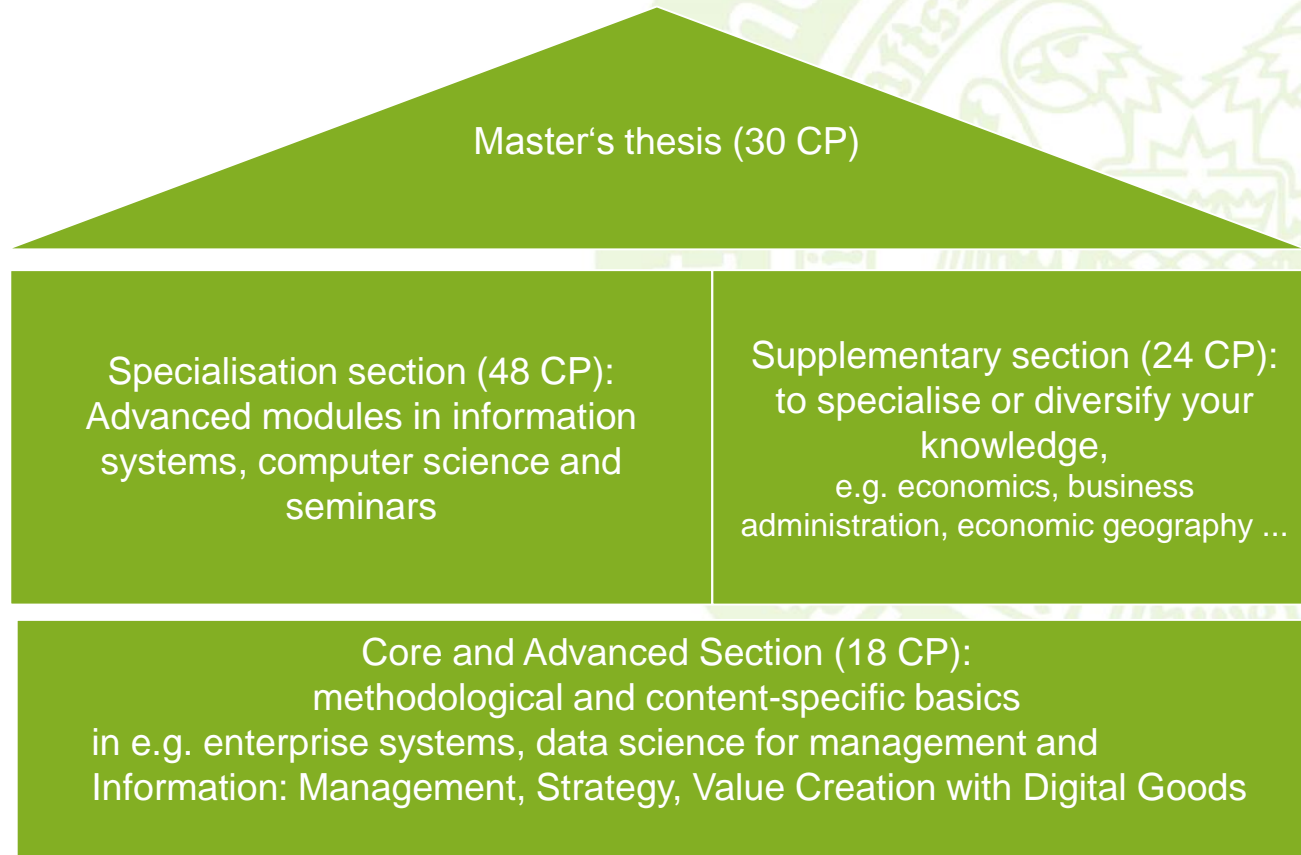 Master‘s thesis (30 CP)
Specialisation section (48 CP):
Advanced modules in information
systems, computer science and
seminars
Supplementary section (24 CP):
to specialise or diversify your
knowledge,
e.g. economics, business
administration, economic geography ...
Core and Advanced Section (18 CP):
methodological and content-specific basics
in e.g. enterprise systems, data science for management and
Information: Management, Strategy, Value Creation with Digital Goods